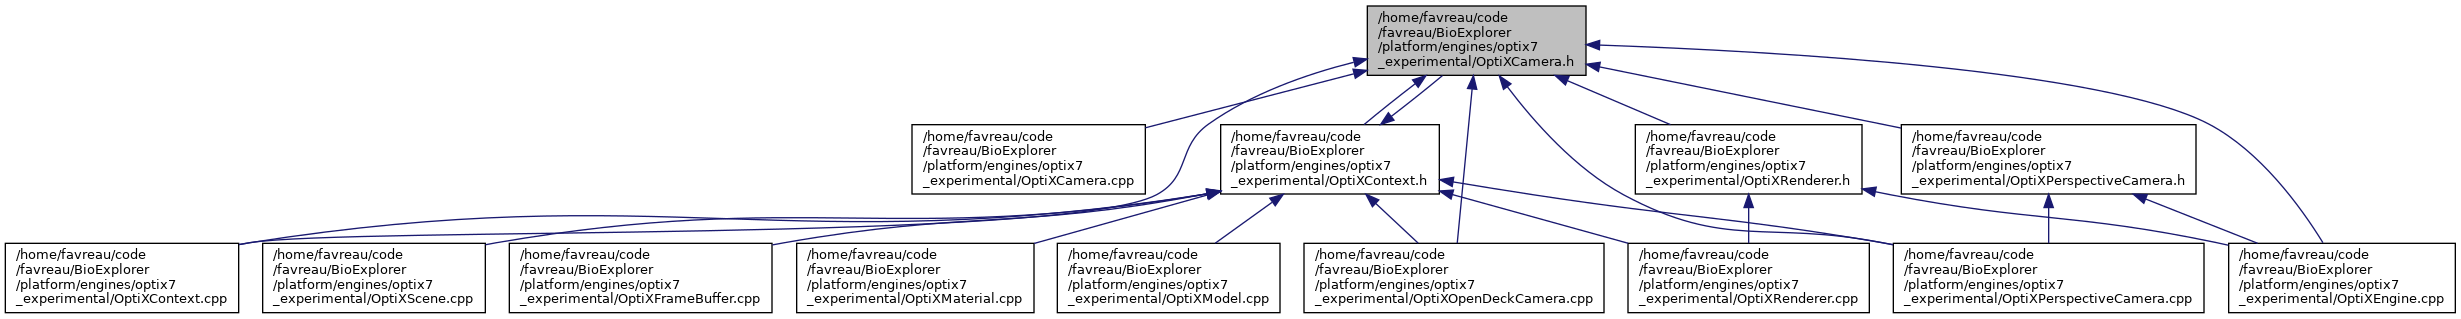 /home/favreau/code
/favreau/BioExplorer
/platform/engines/optix7
_experimental/OptiXCamera.h
/home/favreau/code
/favreau/BioExplorer
/platform/engines/optix7
_experimental/OptiXCamera.cpp
/home/favreau/code
/favreau/BioExplorer
/platform/engines/optix7
_experimental/OptiXContext.h
/home/favreau/code
/favreau/BioExplorer
/platform/engines/optix7
_experimental/OptiXRenderer.h
/home/favreau/code
/favreau/BioExplorer
/platform/engines/optix7
_experimental/OptiXPerspectiveCamera.h
/home/favreau/code
/favreau/BioExplorer
/platform/engines/optix7
_experimental/OptiXContext.cpp
/home/favreau/code
/favreau/BioExplorer
/platform/engines/optix7
_experimental/OptiXScene.cpp
/home/favreau/code
/favreau/BioExplorer
/platform/engines/optix7
_experimental/OptiXFrameBuffer.cpp
/home/favreau/code
/favreau/BioExplorer
/platform/engines/optix7
_experimental/OptiXMaterial.cpp
/home/favreau/code
/favreau/BioExplorer
/platform/engines/optix7
_experimental/OptiXModel.cpp
/home/favreau/code
/favreau/BioExplorer
/platform/engines/optix7
_experimental/OptiXOpenDeckCamera.cpp
/home/favreau/code
/favreau/BioExplorer
/platform/engines/optix7
_experimental/OptiXRenderer.cpp
/home/favreau/code
/favreau/BioExplorer
/platform/engines/optix7
_experimental/OptiXPerspectiveCamera.cpp
/home/favreau/code
/favreau/BioExplorer
/platform/engines/optix7
_experimental/OptiXEngine.cpp